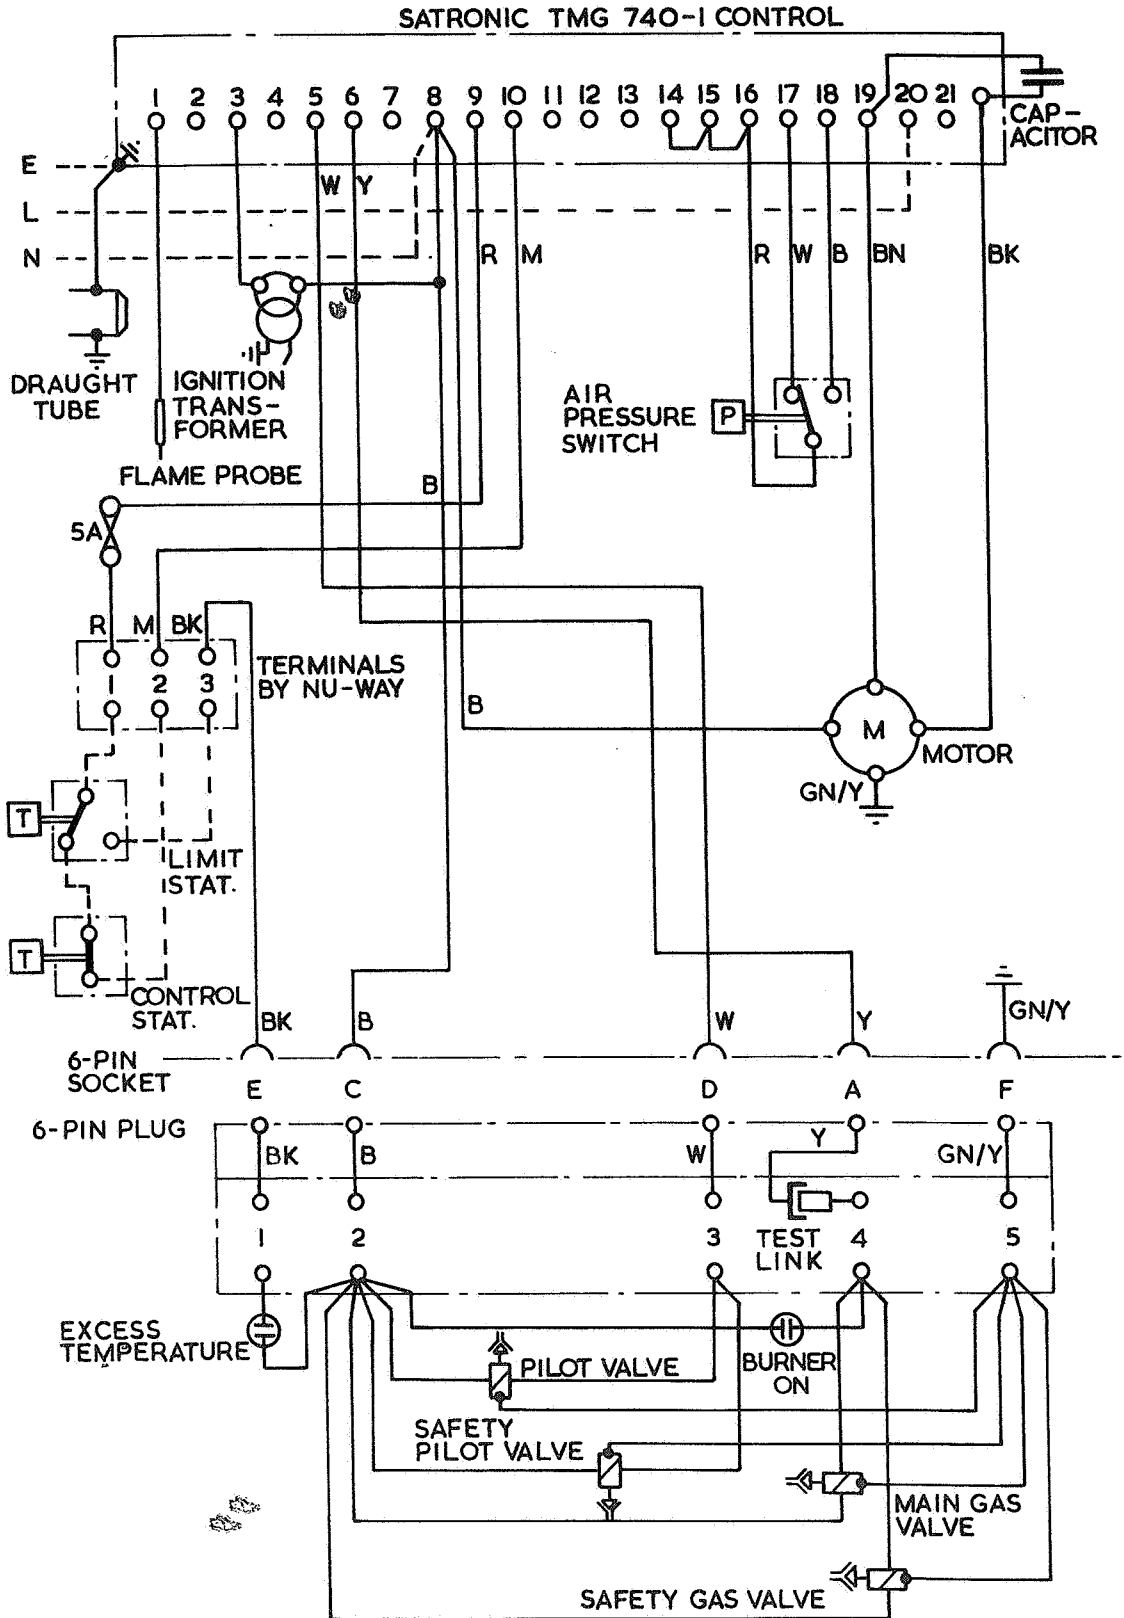 SATRONIC TMG 740-1 CONTROL
1 2 3 4 5 6 7 8 9 10 11 12 13 14 15 16 17 18 19 20 21
CAP-
ACITOR
E
W Y
L
N
R M R W B BN BK
DRAUGHT
TUBE
IGNITION
TRANS-
FORMER
AIR
PRESSURE
SWITCH
P
FLAME PROBE
B
5A
R M BK
TERMINALS
BY NU-WAY
1 2 3
B
M
MOTOR
GN/Y
T
LIMIT
STAT.
T
CONTROL
STAT.
BK B W Y GN/Y
6-PIN
SOCKET
E C D A F
6-PIN PLUG
BK B W Y GN/Y
1 2 3 TEST
LINK 4 5
EXCESS
TEMPERATURE
PILOT VALVE
BURNER
ON
SAFETY
PILOT VALVE
MAIN GAS
VALVE
SAFETY GAS VALVE